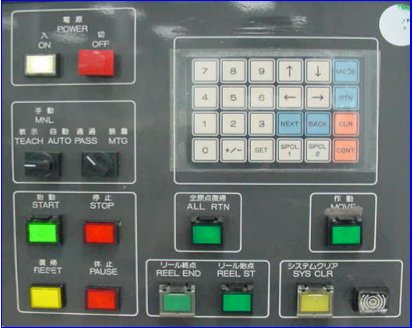 電源
POWER
入 切
ON OFF
手動
MNL
教示 自動 通過 装着
TEACH AUTO PASS MTG
始動 停止
START STOP
復帰 休止
RESET PAUSE
7 8 9 ↑ ↓ MODE
4 5 6 ← → RTN
1 2 3 NEXT BACK CLR
0 +/− SET SPCL 1 SPCL 2 CONT
全原点復帰
ALL RTN
作動
MOVE
リール終点 リール始点
REEL END REEL ST
システムクリア
SYS CLR